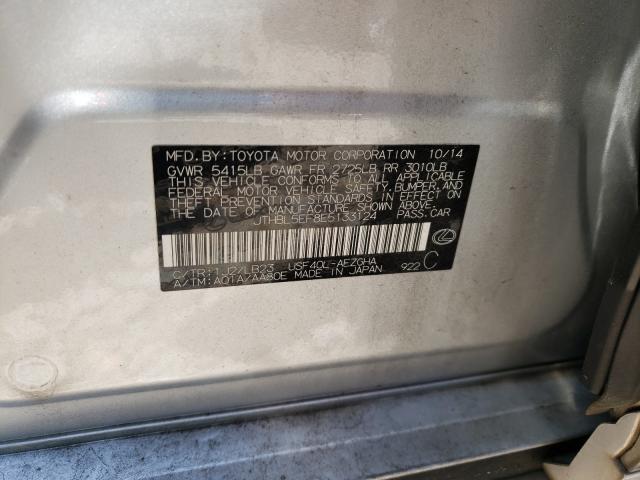 MFD. BY: TOYOTA MOTOR CORPORATION 10/14
GVWR 5415LB GAWR FR 2725LB RR 3010LB
THIS VEHICLE CONFORMS TO ALL APPLICABLE
FEDERAL MOTOR VEHICLE SAFETY, BUMPER, AND
THEFT PREVENTION STANDARDS IN EFFECT ON
THE DATE OF MANUFACTURE SHOWN ABOVE.
JTHBL5EF8E5133124 PASS. CAR
C/TR: 1J2/LB23 USF40L-AEZGHA
A/TM: A01A/AA80E MADE IN JAPAN 922 C